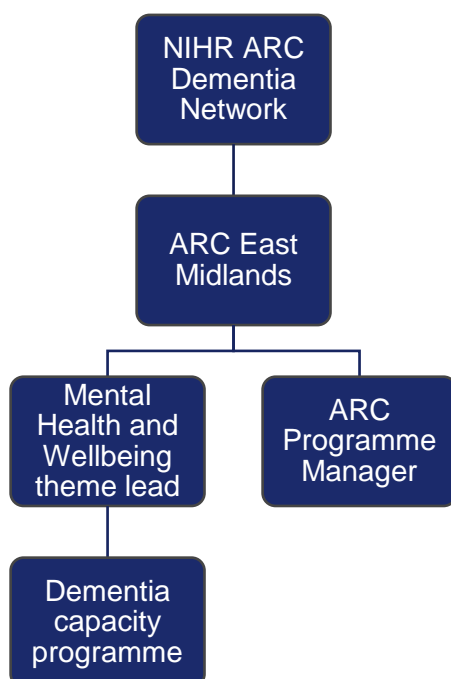 NIHR ARC
Dementia
Network
ARC East
Midlands
Mental
Health and
Wellbeing
theme lead
ARC
Programme
Manager
Dementia
capacity
programme